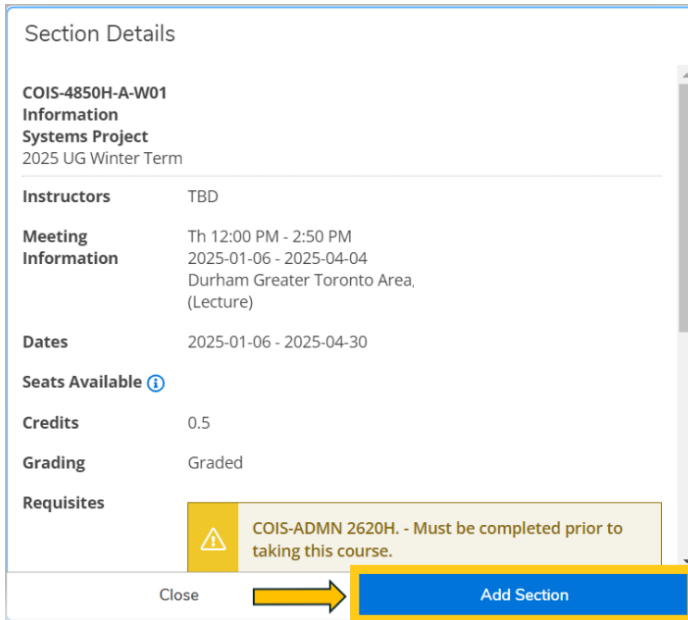 Section Details
COIS-4850H-A-W01
Information
Systems Project
2025 UG Winter Term
Instructors TBD
Meeting Th 12:00 PM - 2:50 PM
Information 2025-01-06 - 2025-04-04
Durham Greater Toronto Area,
(Lecture)
Dates 2025-01-06 - 2025-04-30
Seats Available
Credits 0.5
Grading Graded
Requisites
COIS-ADMN 2620H. - Must be completed prior to
taking this course.
Close Add Section